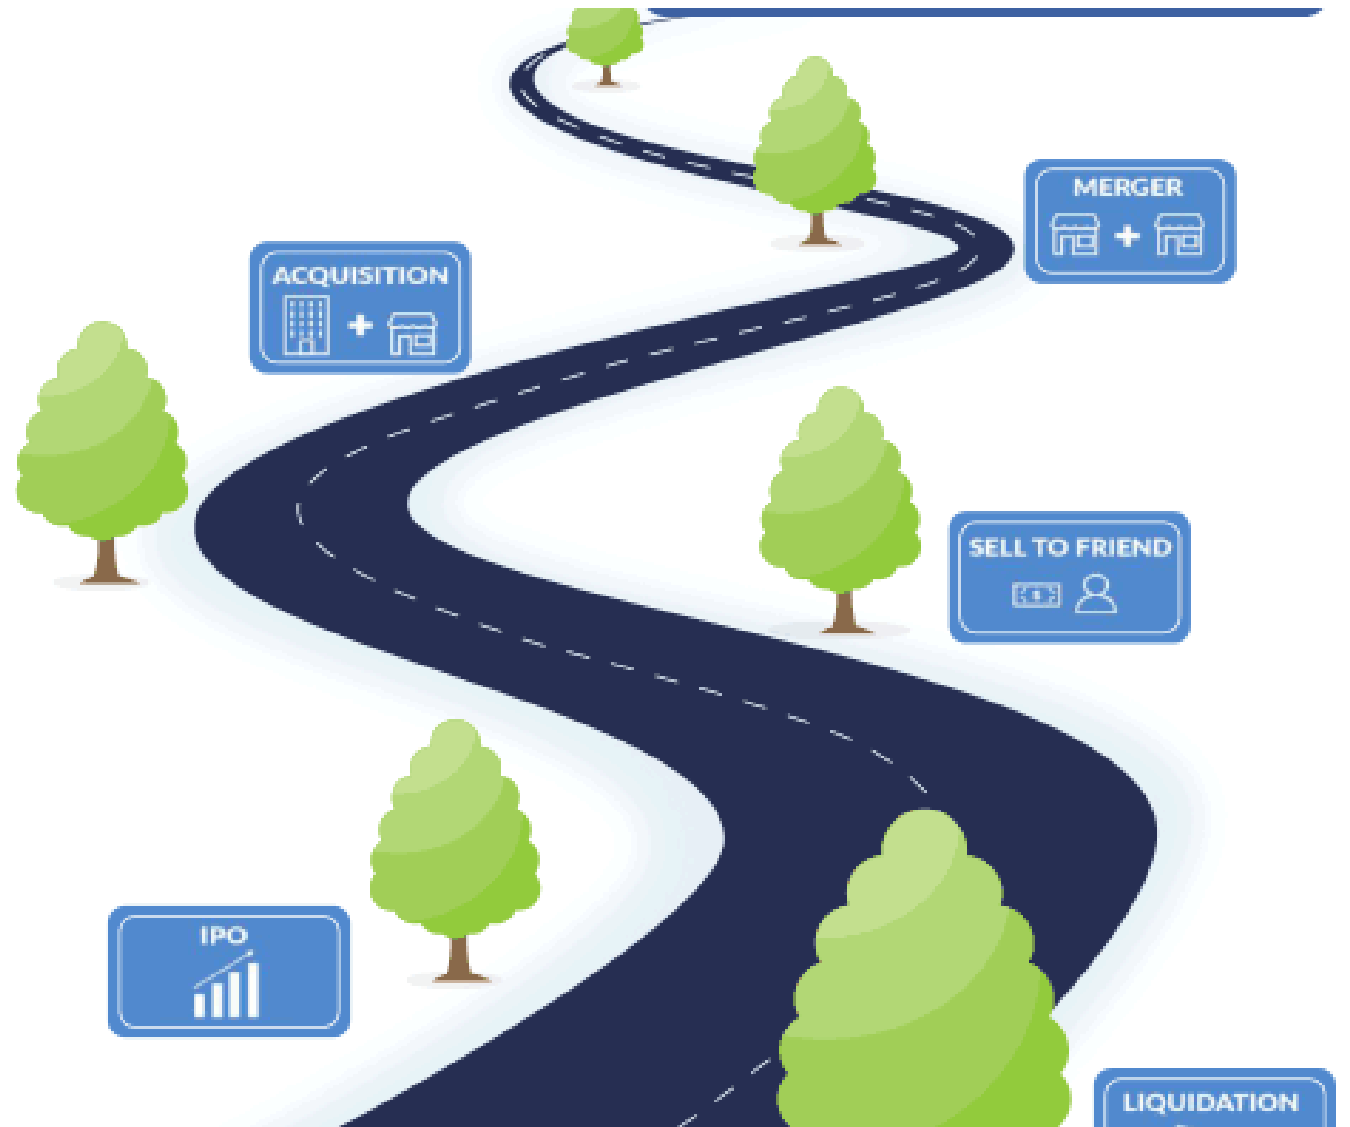 MERGER
ACQUISITION
SELL TO FRIEND
$
IPO
LIQUIDATION